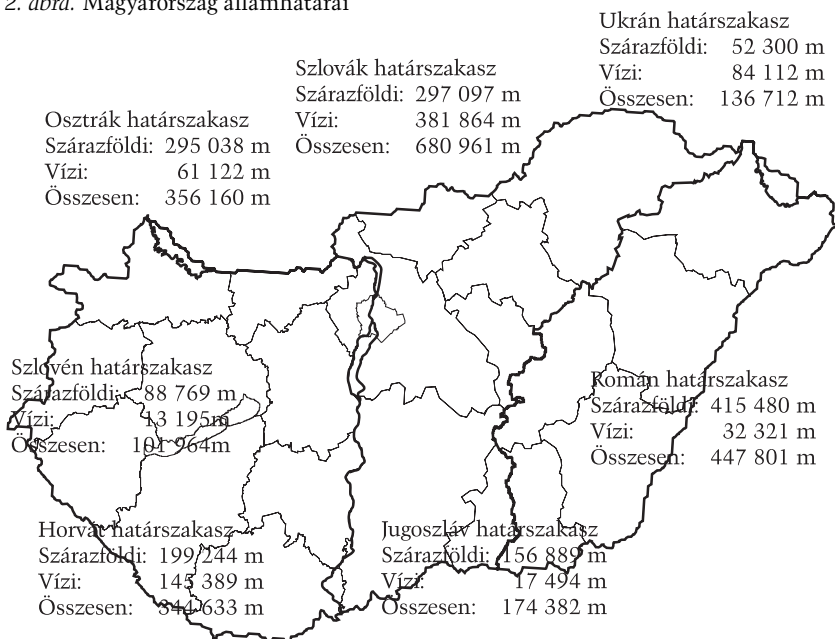 2. ábra. Magyarország államhatárai
Ukrán határszakasz
Szárazföldi: 52 300 m
Vízi: 84 112 m
Összesen: 136 712 m
Szlovák határszakasz
Szárazföldi: 297 097 m
Vízi: 381 864 m
Összesen: 680 961 m
Osztrák határszakasz
Szárazföldi: 295 038 m
Vízi: 61 122 m
Összesen: 356 160 m
Szlovén határszakasz
Szárazföldi: 88 769 m
Vízi: 13 195m
Összesen: 101 964m
Román határszakasz
Szárazföldi: 415 480 m
Vízi: 32 321 m
Összesen: 447 801 m
Horvát határszakasz
Szárazföldi: 199 244 m
Vízi: 145 389 m
Összesen: 344 633 m
Jugoszláv határszakasz
Szárazföldi: 156 889 m
Vízi: 17 494 m
Összesen: 174 382 m